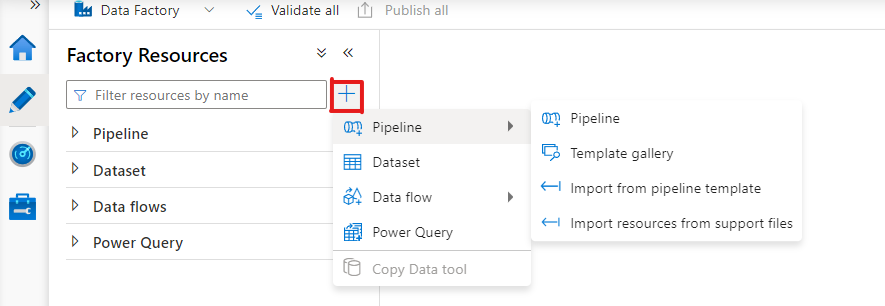 Data Factory
Validate all
Publish all
Factory Resources
Filter resources by name
Pipeline
Dataset
Data flows
Power Query
Pipeline
Dataset
Data flow
Power Query
Copy Data tool
Pipeline
Template gallery
Import from pipeline template
Import resources from support files